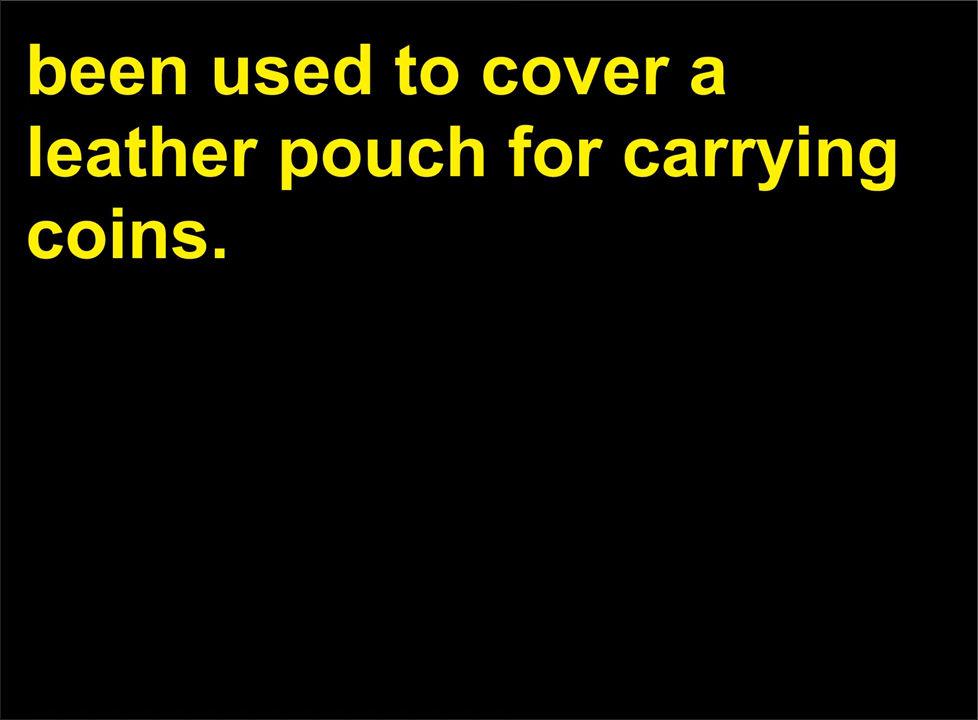 been used to cover a
leather pouch for carrying
coins.